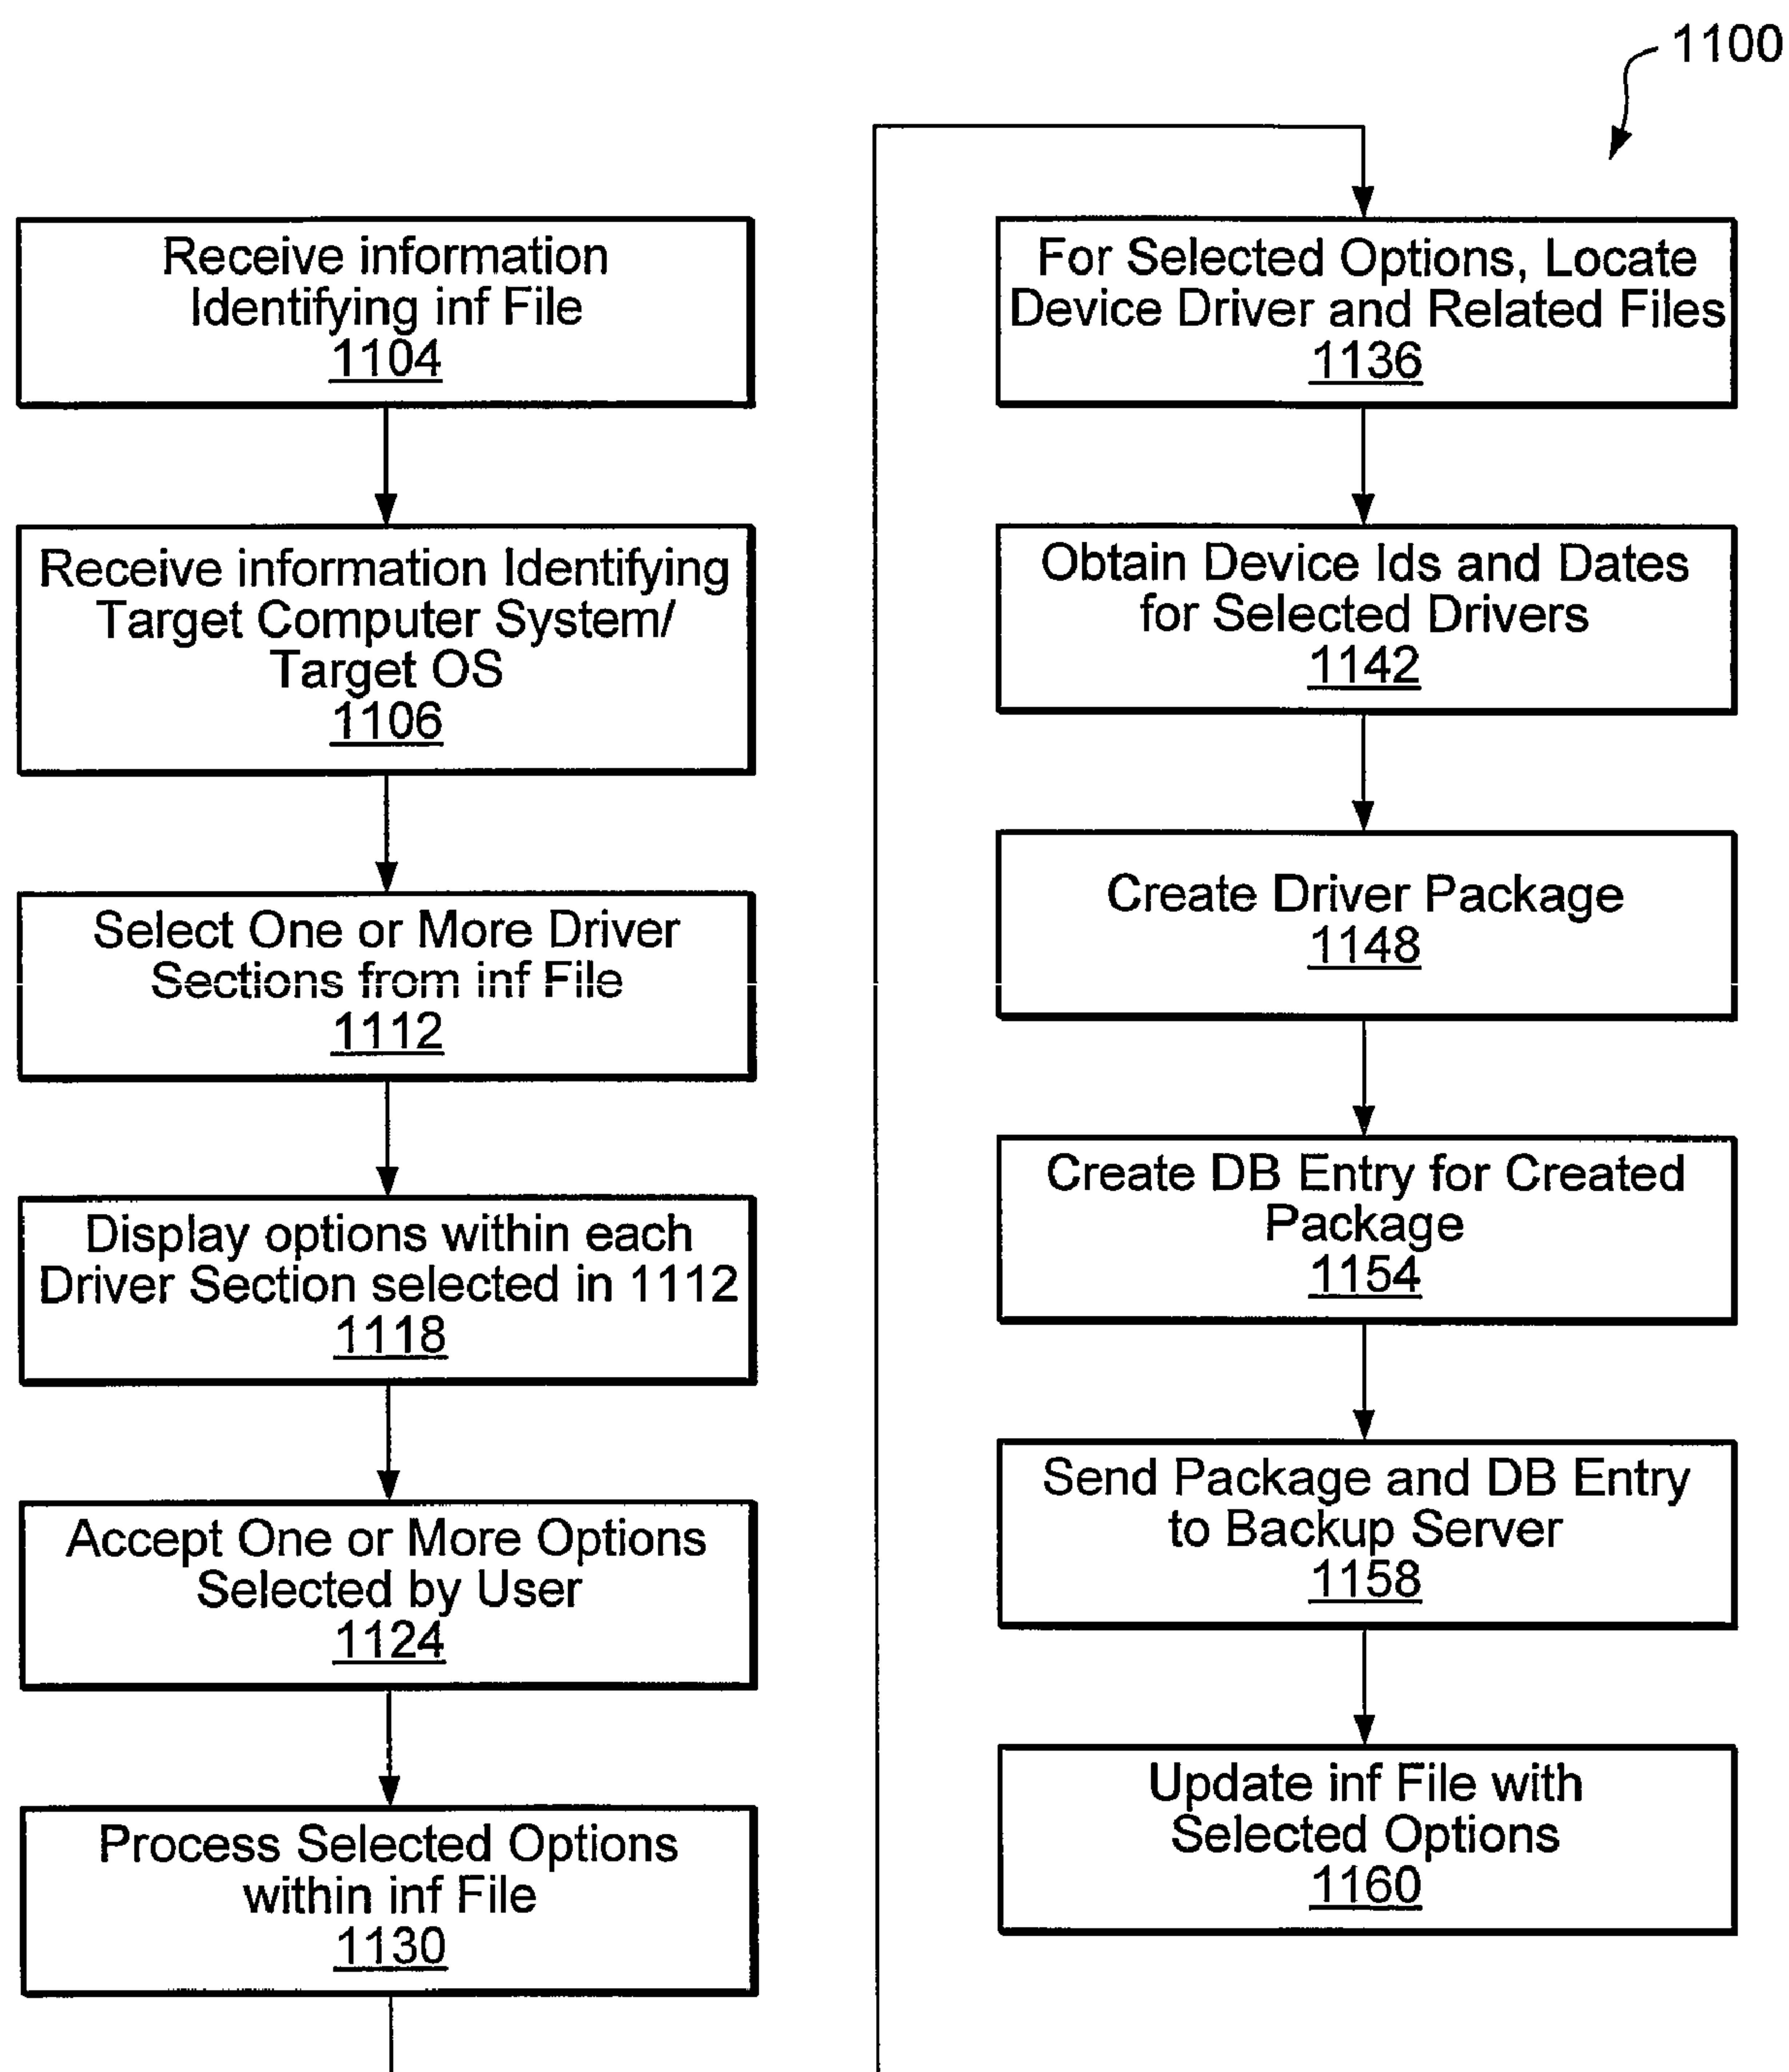 1100
Receive information
Identifying inf File
1104
Receive information Identifying
Target Computer System/
Target OS
1106
Select One or More Driver
Sections from inf File
1112
Display options within each
Driver Section selected in 1112
1118
Accept One or More Options
Selected by User
1124
Process Selected Options
within inf File
1130
For Selected Options, Locate
Device Driver and Related Files
1136
Obtain Device Ids and Dates
for Selected Drivers
1142
Create Driver Package
1148
Create DB Entry for Created
Package
1154
Send Package and DB Entry
to Backup Server
1158
Update inf File with
Selected Options
1160